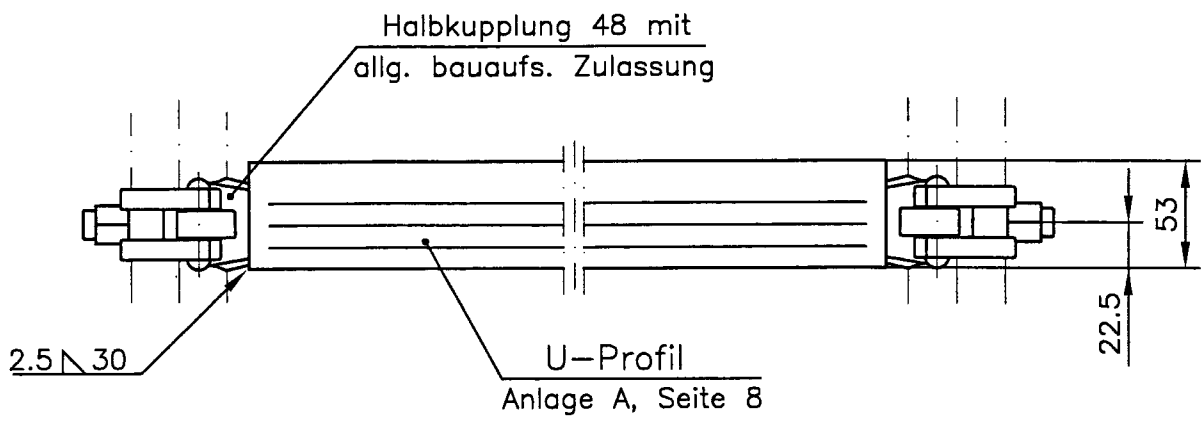 Halbkupplung 48 mit
allg. bauaufs. Zulassung
53
22.5
2.5 30
U-Profil
Anlage A, Seite 8